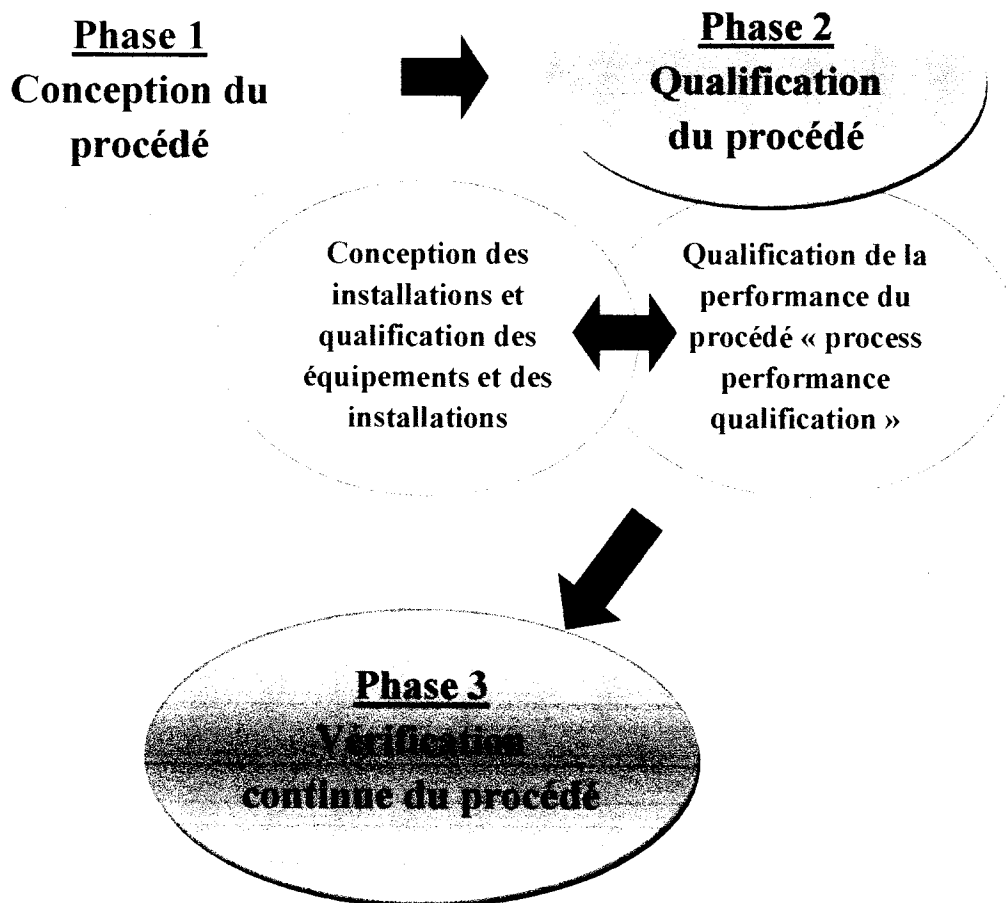 Phase 1
Conception du
procédé
Phase 2
Qualification
du procédé
Conception des
installations et
qualification des
équipements et des
installations
Qualification de la
performance du
procédé « process
performance
qualification »
Phase 3
Vérification
continue du procédé